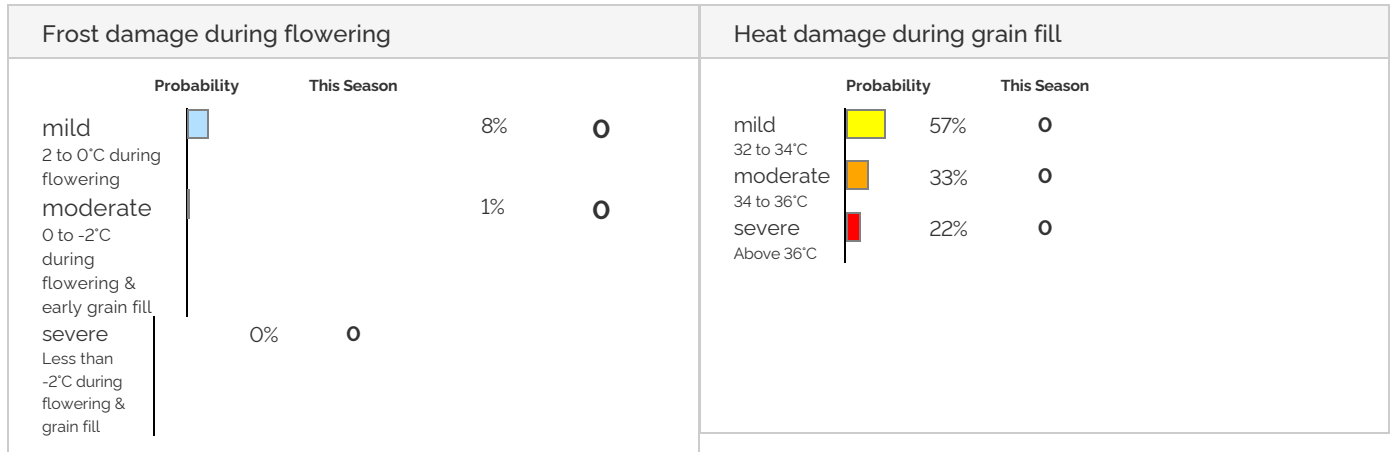 Frost damage during flowering
Probability This Season
mild 8% 0
2 to 0°C during
flowering
moderate 1% 0
0 to -2°C
during
flowering &
early grain fill
severe 0% 0
Less than
-2°C during
flowering &
grain fill
Heat damage during grain fill
Probability This Season
mild 57% 0
32 to 34°C
moderate 33% 0
34 to 36°C
severe 22% 0
Above 36°C